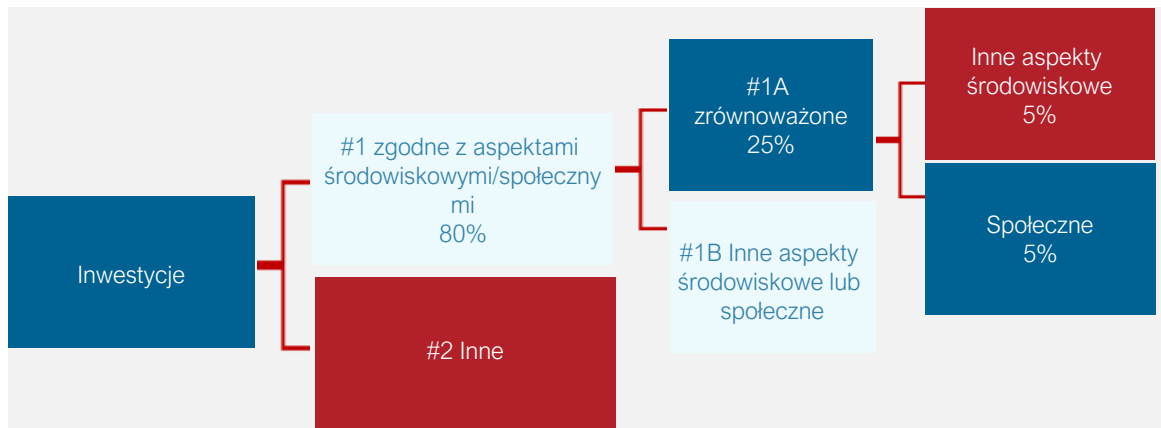 Inwestycje
#1 zgodne z aspektami
środowiskowymi/społeczny
mi
80%
#2 Inne
#1A
zrównoważone
25%
#1B Inne aspekty
środowiskowe lub
społeczne
Inne aspekty
środowiskowe
5%
Społeczne
5%